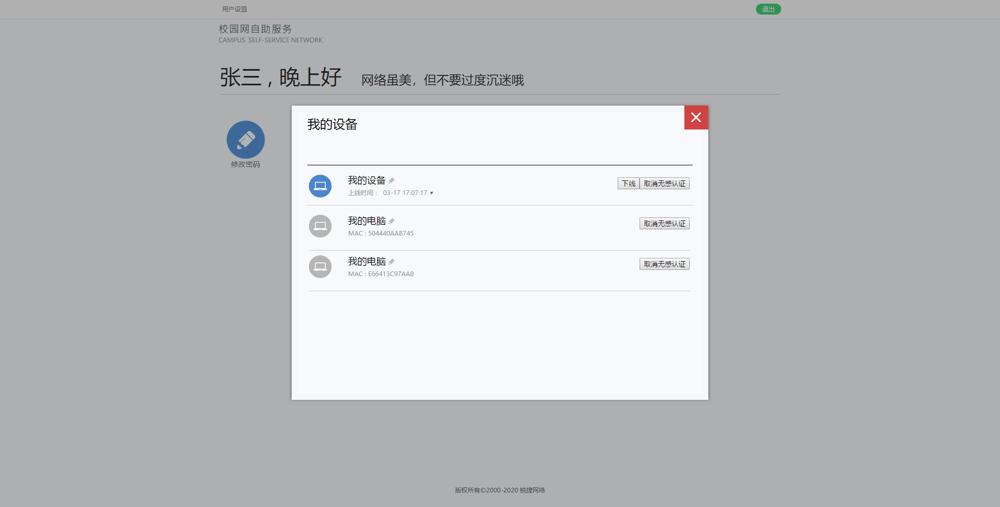 用户设置
退出
校园网自助服务
CAMPUS SELF-SERVICE NETWORK
张三 , 晚上好
网络虽美，但不要过度沉迷哦
修改密码
我的设备
我的设备
上线时间： 03-17 17:07:17
下线
取消无感认证
我的电脑
MAC : 504440AAB745
取消无感认证
我的电脑
MAC : E66413C97AA8
取消无感认证
版权所有©2000-2020 锐捷网络